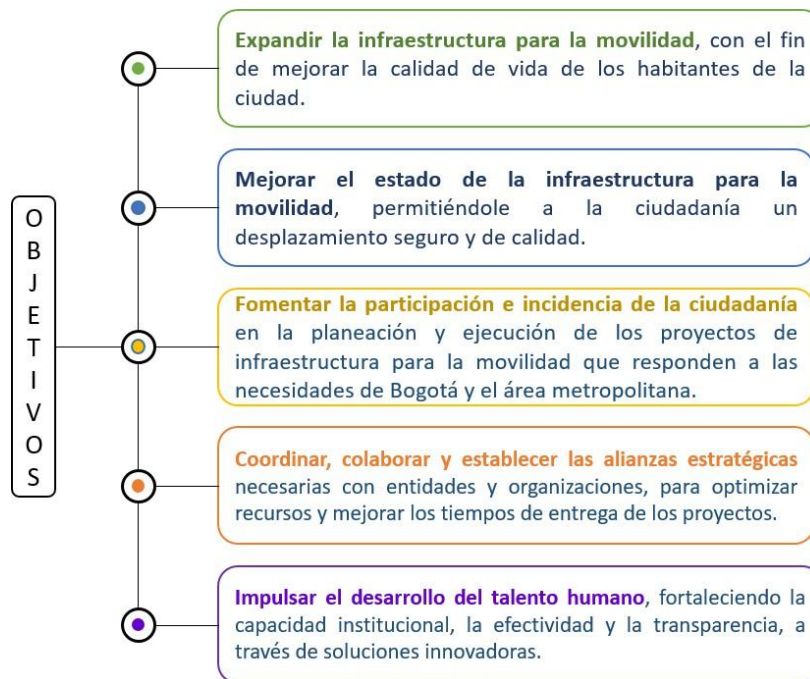 OBJETIVOS
Expandir la infraestructura para la movilidad, con el fin
de mejorar la calidad de vida de los habitantes de la
ciudad.
Mejorar el estado de la infraestructura para la
movilidad, permitiéndole a la ciudadanía un
desplazamiento seguro y de calidad.
Fomentar la participación e incidencia de la ciudadanía
en la planeación y ejecución de los proyectos de
infraestructura para la movilidad que responden a las
necesidades de Bogotá y el área metropolitana.
Coordinar, colaborar y establecer las alianzas estratégicas
necesarias con entidades y organizaciones, para optimizar
recursos y mejorar los tiempos de entrega de los proyectos.
Impulsar el desarrollo del talento humano, fortaleciendo la
capacidad institucional, la efectividad y la transparencia, a
través de soluciones innovadoras.